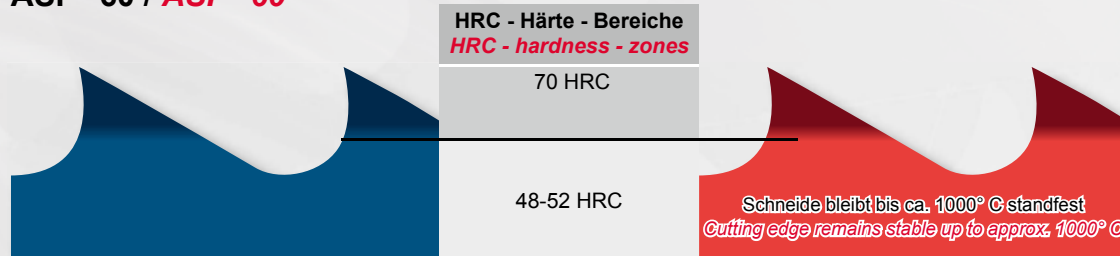 HRC - Härte - Bereiche
HRC - hardness - zones
70 HRC
48-52 HRC
Schneide bleibt bis ca. 1000° C standfest
Cutting edge remains stable up to approx. 1000° C